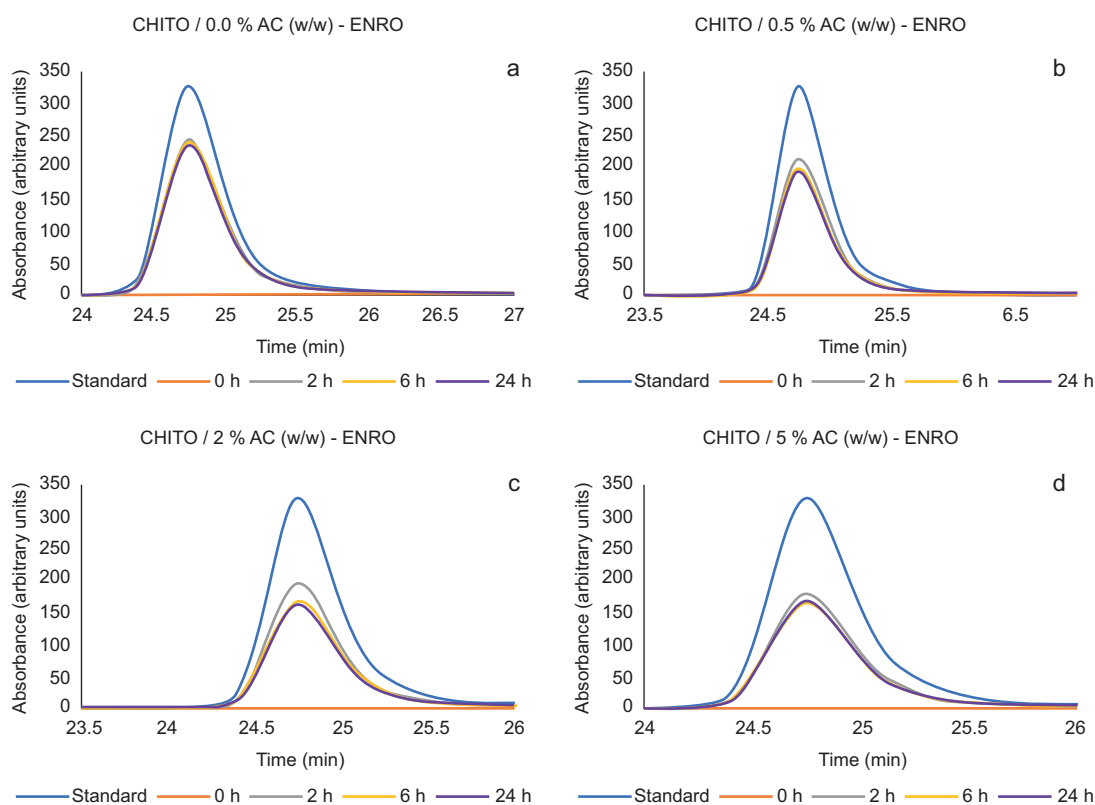 CHITO / 0.0 % AC (w/w) - ENRO
a
Absorbance (arbitrary units)
350
300
250
200
150
100
50
0
24 24.5 25 25.5 26 26.5 27
Time (min)
Standard 0 h 2 h 6 h 24 h
CHITO / 0.5 % AC (w/w) - ENRO
b
Absorbance (arbitrary units)
350
300
250
200
150
100
50
0
23.5 24.5 25.5 6.5
Time (min)
Standard 0 h 2 h 6 h 24 h
CHITO / 2 % AC (w/w) - ENRO
c
Absorbance (arbitrary units)
350
300
250
200
150
100
50
0
23.5 24 24.5 25 25.5 26
Time (min)
Standard 0 h 2 h 6 h 24 h
CHITO / 5 % AC (w/w) - ENRO
d
Absorbance (arbitrary units)
350
300
250
200
150
100
50
0
24 24.5 25 25.5 26
Time (min)
Standard 0 h 2 h 6 h 24 h